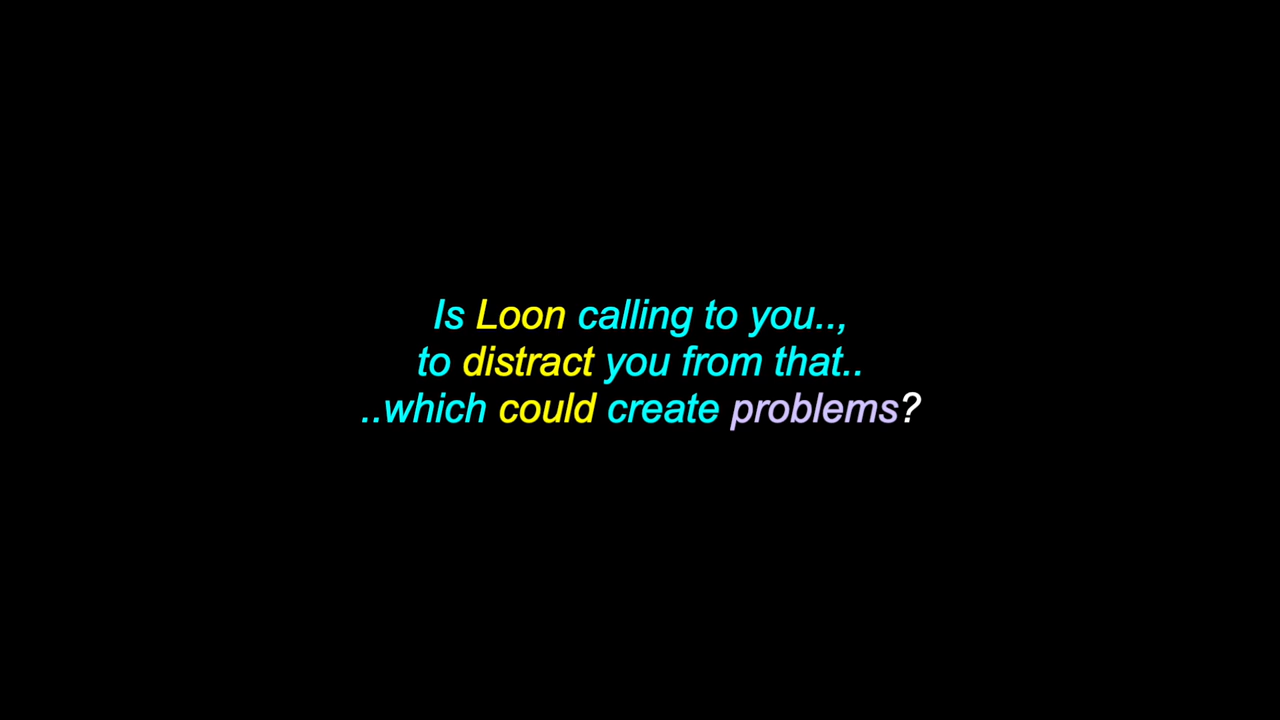 Is Loon calling to you..,
to distract you from that..
..which could create problems?